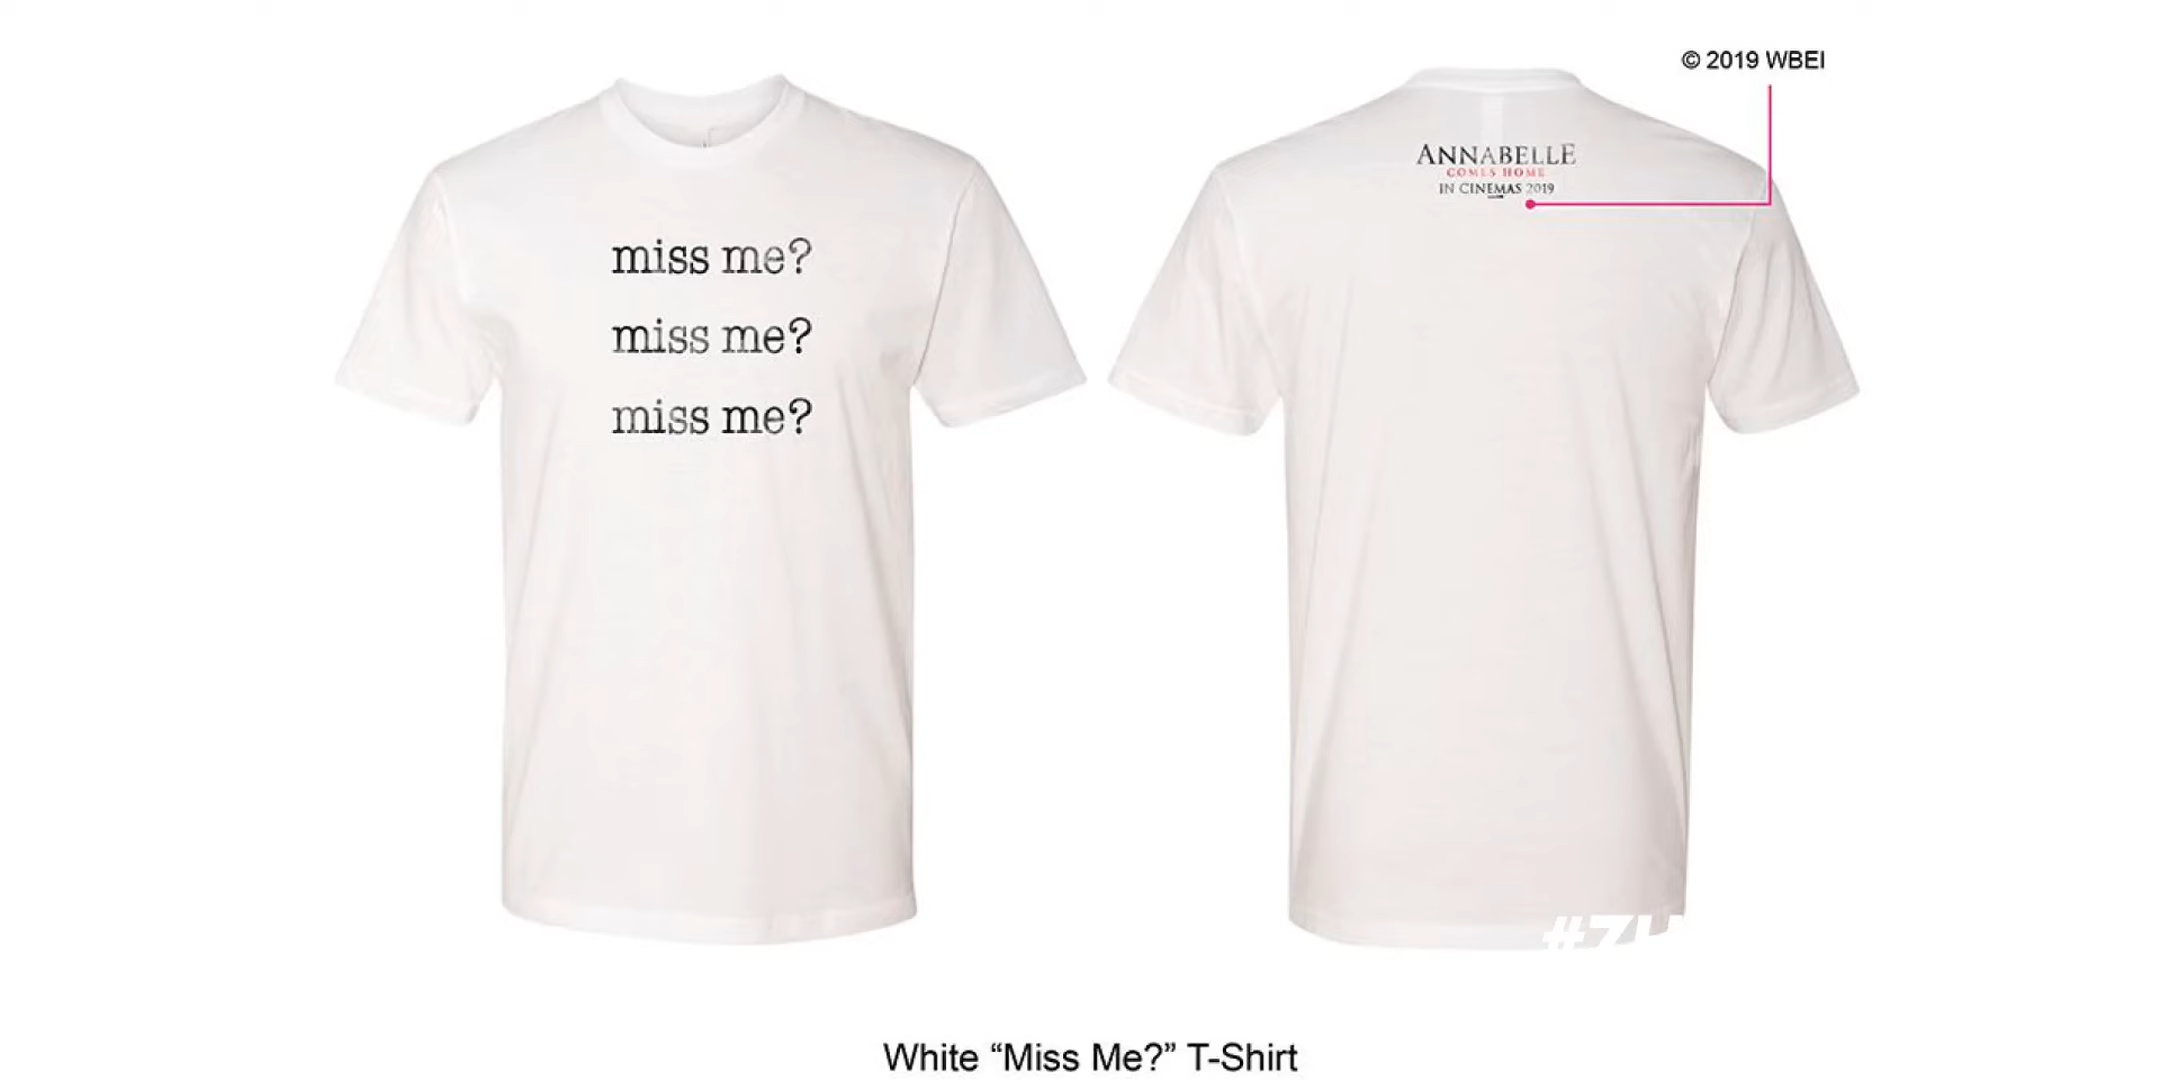 © 2019 WBEI
ANNABELLE
COMES HOME
IN CINEMAS 2019
miss me?
miss me?
miss me?
White “Miss Me?” T-Shirt